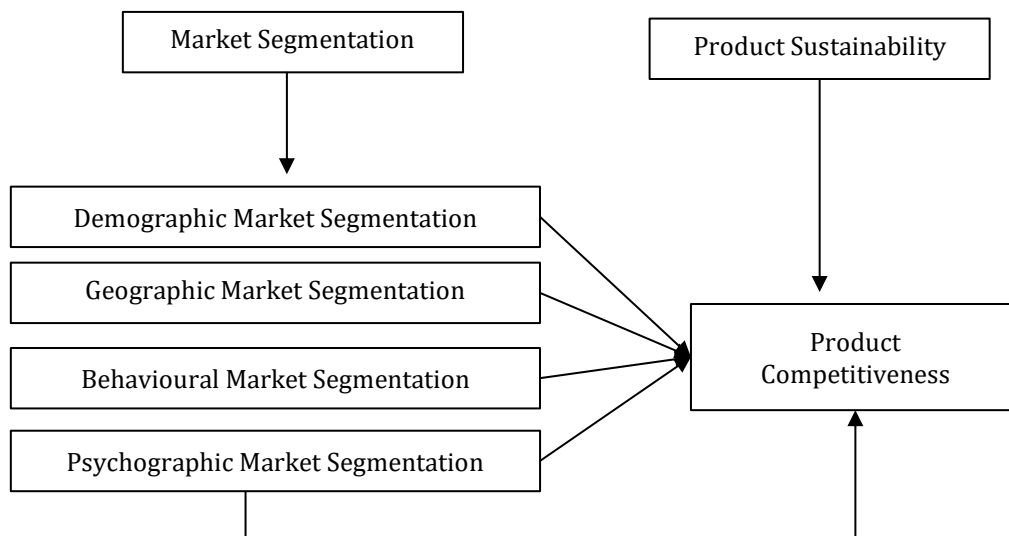 Market Segmentation
Product Sustainability
Demographic Market Segmentation
Geographic Market Segmentation
Behavioural Market Segmentation
Psychographic Market Segmentation
Product
Competitiveness